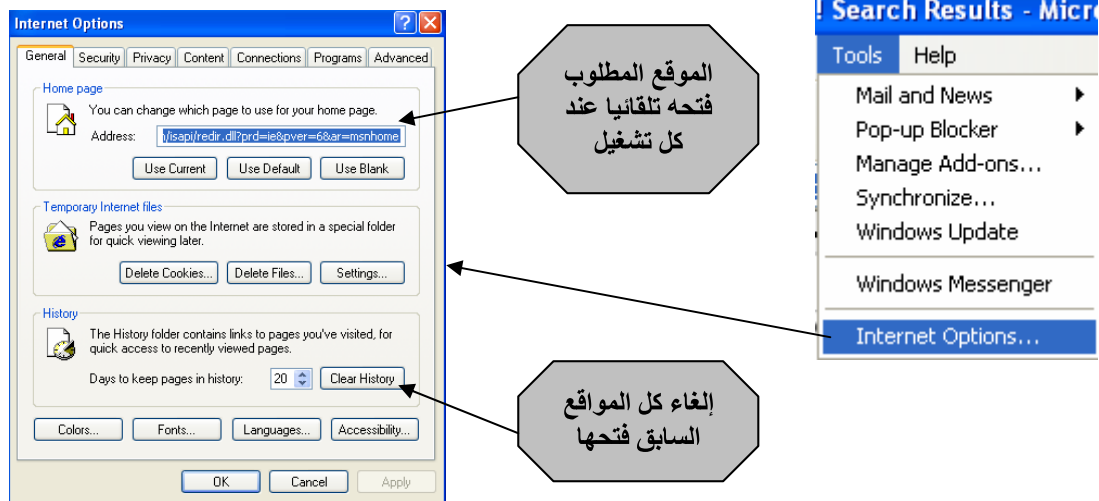 Internet Options
General Security Privacy Content Connections Programs Advanced
Home page
You can change which page to use for your home page.
Address: /isapi/redir.dll?prd=ie&pver=6&ar=msnhome
Use Current Use Default Use Blank
Temporary Internet files
Pages you view on the Internet are stored in a special folder
for quick viewing later.
Delete Cookies... Delete Files... Settings...
History
The History folder contains links to pages you've visited, for
quick access to recently viewed pages.
Days to keep pages in history: 20 Clear History
Colors... Fonts... Languages... Accessibility...
OK Cancel Apply
الموقع المطلوب
فتحه تلقائيا عند
كل تشغيل
إلغاء كل المواقع
السابق فتحها
! Search Results - Micr
Tools Help
Mail and News
Pop-up Blocker
Manage Add-ons...
Synchronize...
Windows Update
Windows Messenger
Internet Options...